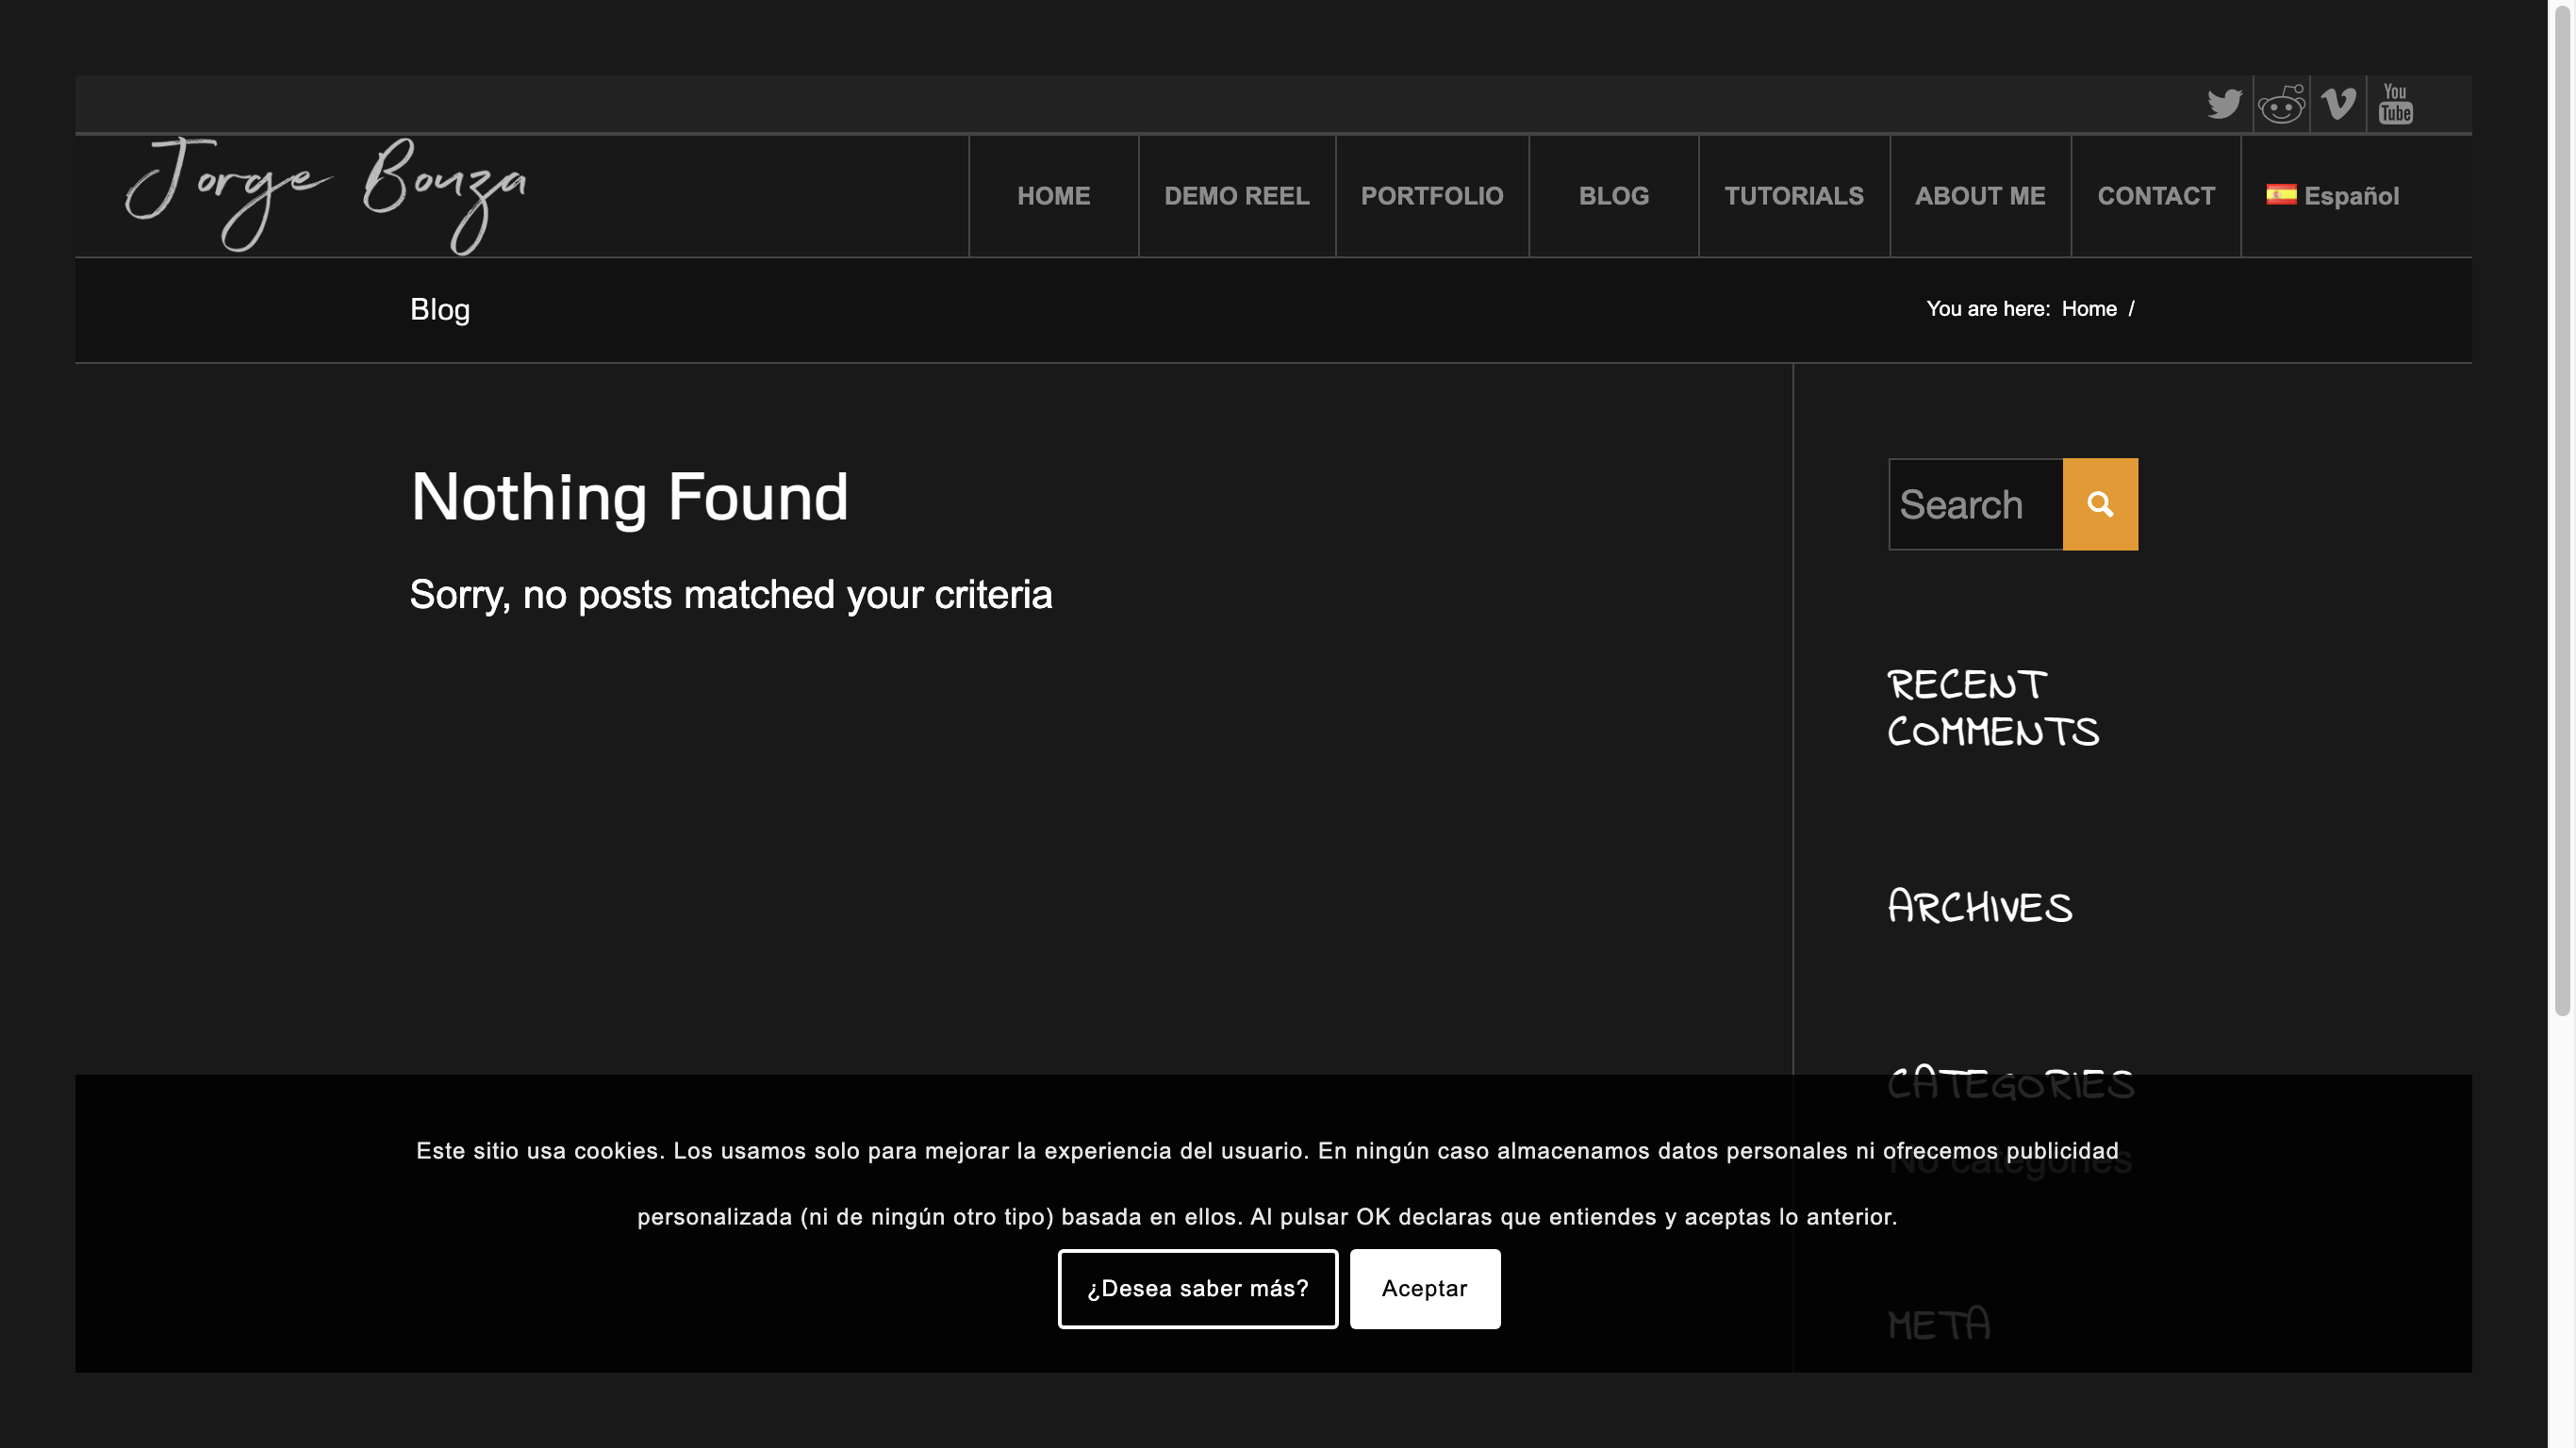 You Tube
Jorge Bouza
HOME DEMO REEL PORTFOLIO BLOG TUTORIALS ABOUT ME CONTACT Español
Blog
You are here: Home /
Nothing Found
Sorry, no posts matched your criteria
Search
RECENT
COMMENTS
ARCHIVES
CATEGORIES
No categories
Este sitio usa cookies. Los usamos solo para mejorar la experiencia del usuario. En ningún caso almacenamos datos personales ni ofrecemos publicidad
personalizada (ni de ningún otro tipo) basada en ellos. Al pulsar OK declaras que entiendes y aceptas lo anterior.
¿Desea saber más? Aceptar
META